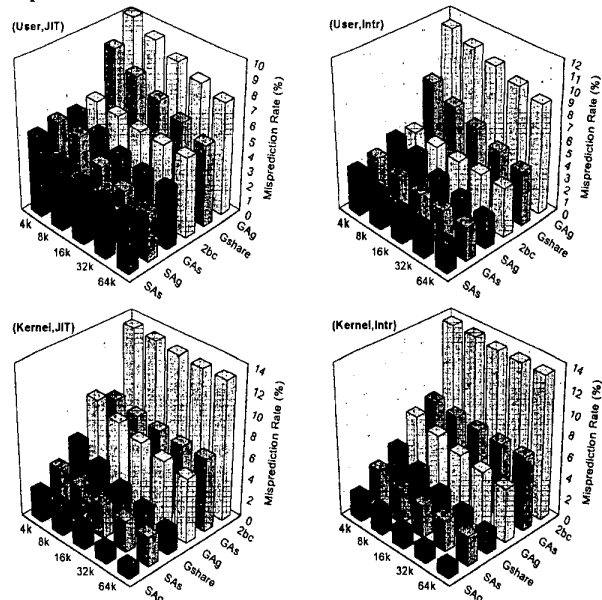 (User,JIT)
10
9
8
7
6
5
4
3
2
1
0
Misprediction Rate (%)
4k
8k
16k
32k
64k
SAs
SAg
GAs
2bc
Gshare
GAg
(User,Intr)
12
11
10
9
8
7
6
5
4
3
2
1
0
Misprediction Rate (%)
4k
8k
16k
32k
64k
SAs
SAg
GAs
2bc
Gshare
GAg
(Kernel,JIT)
14
12
10
8
6
4
2
0
Misprediction Rate (%)
4k
8k
16k
32k
64k
SAg
SAs
Gshare
GAg
GAs
2bc
(Kernel,Intr)
14
12
10
8
6
4
2
0
Misprediction Rate (%)
4k
8k
16k
32k
64k
SAg
SAs
Gshare
GAg
GAs
2bc